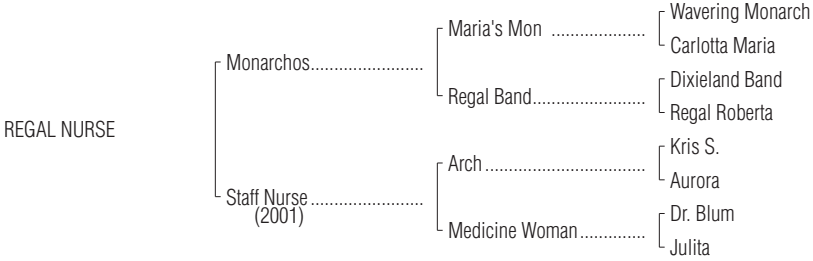 Wavering Monarch
Maria's Mon ....................
Carlotta Maria
Monarchos........................
Dixieland Band
Regal Band........................
Regal Roberta
REGAL NURSE
Kris S.
Arch ..................................
Aurora
Staff Nurse ........................
(2001)
Dr. Blum
Medicine Woman..............
Julita